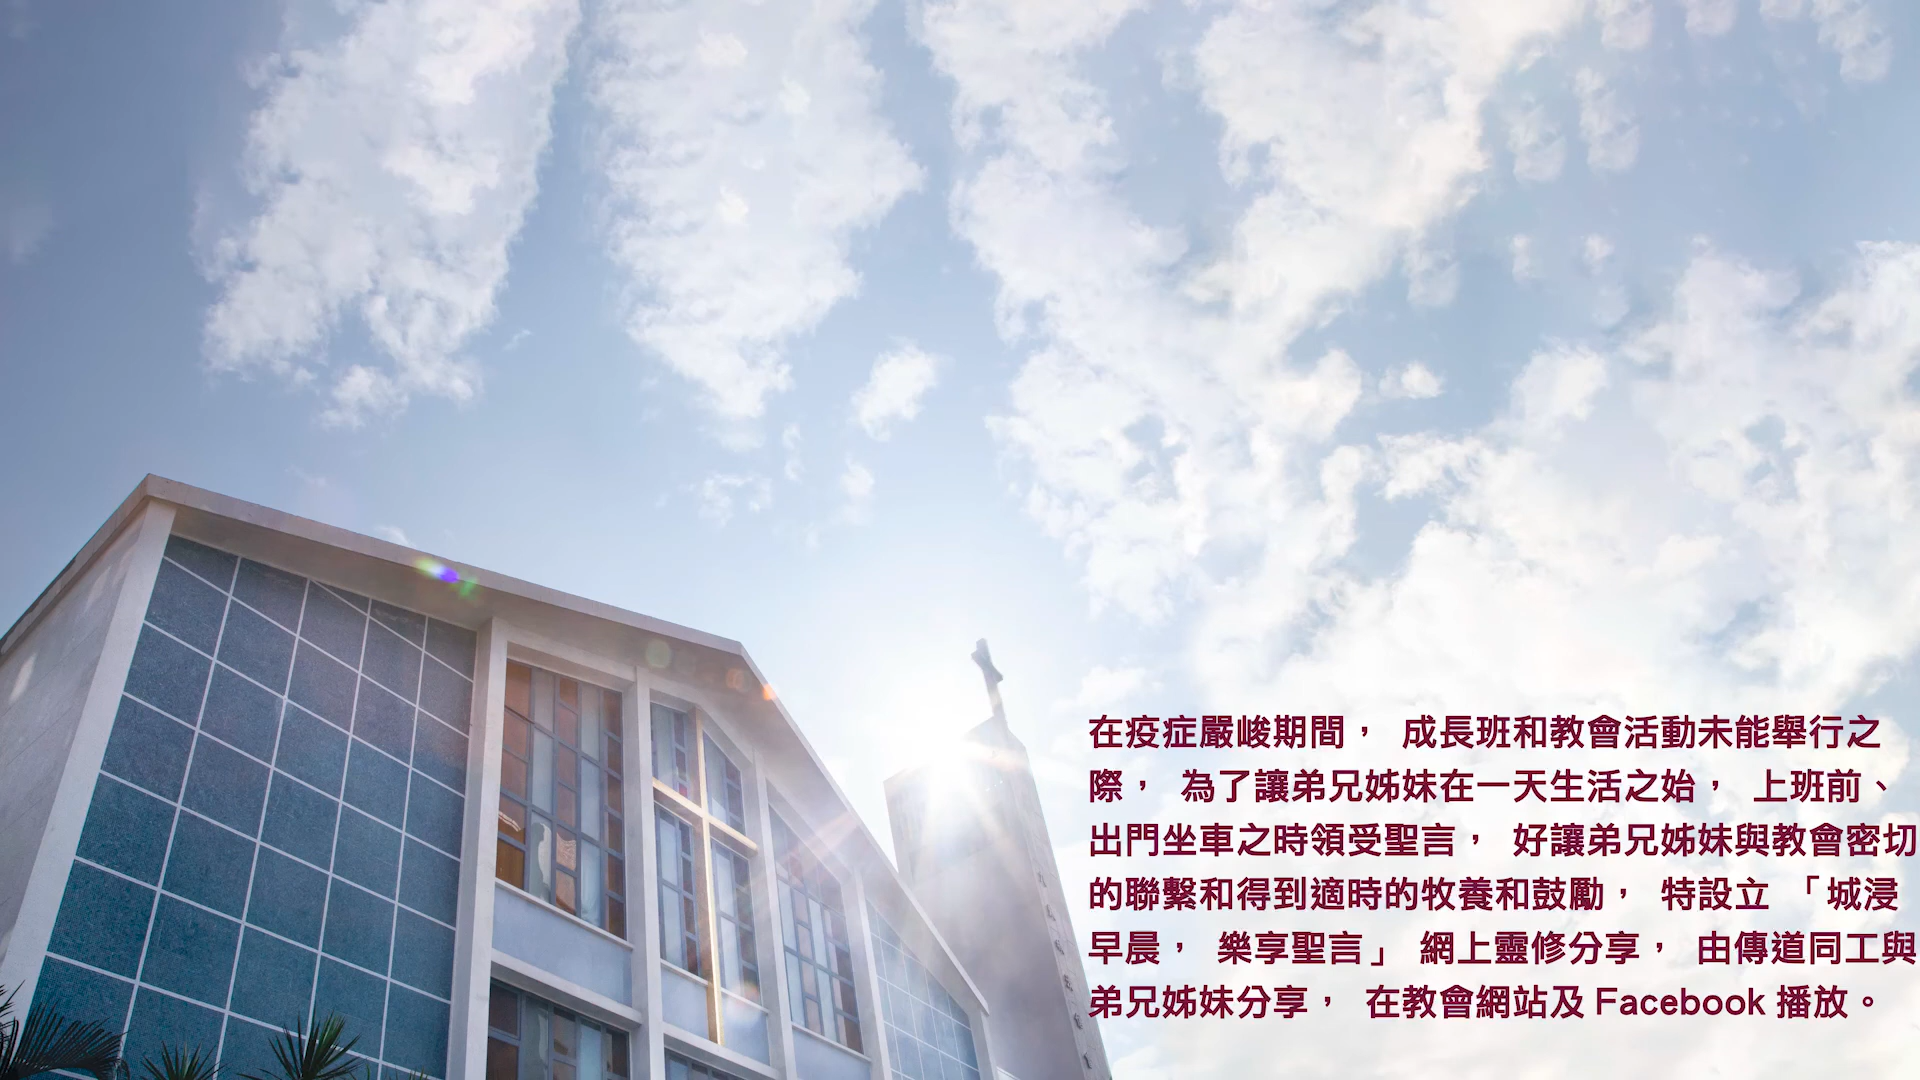 在疫症嚴峻期間， 成長班和教會活動未能舉行之
際， 為了讓弟兄姊妹在一天生活之始， 上班前、
出門坐車之時領受聖言， 好讓弟兄姊妹與教會密切
的聯繫和得到適時的牧養和鼓勵， 特設立 「城浸
早晨， 樂享聖言」 網上靈修分享， 由傳道同工與
弟兄姊妹分享， 在教會網站及 Facebook 播放。